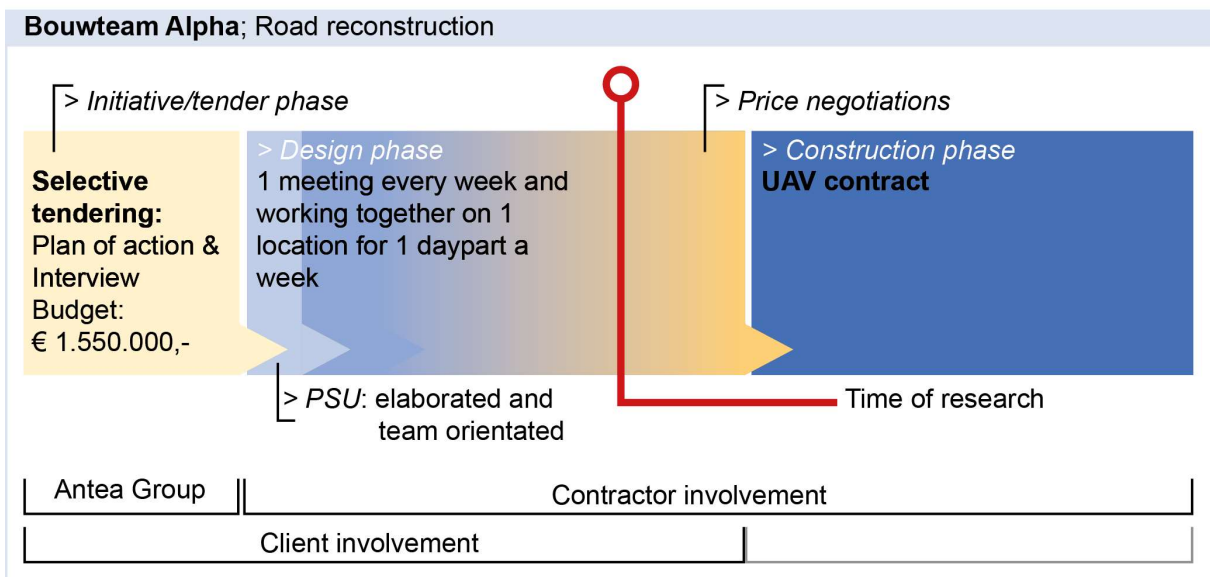 Bouwteam Alpha; Road reconstruction
> Initiative/tender phase
> Price negotiations
Selective
tendering:
Plan of action &
Interview
Budget:
€ 1.550.000,-
> Design phase
1 meeting every week and
working together on 1
location for 1 daypart a
week
> Construction phase
UAV contract
> PSU: elaborated and
team orientated
Time of research
Antea Group
Contractor involvement
Client involvement